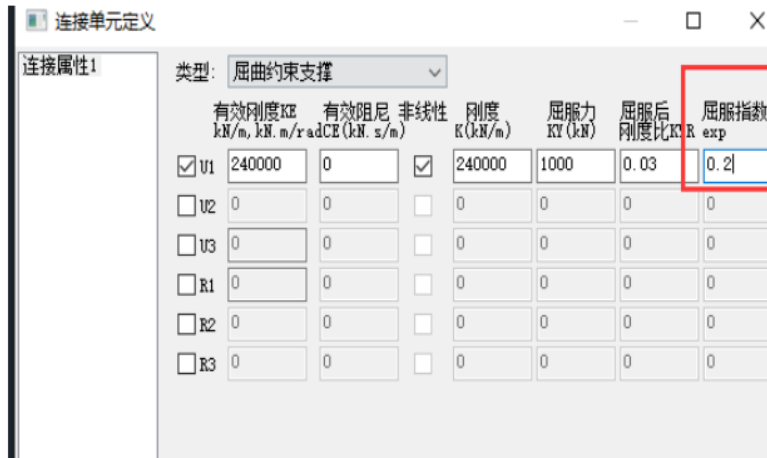 连接单元定义
连接属性1
类型: 屈曲约束支撑
有效刚度KE 有效阻尼 非线性 刚度 屈服力 屈服后 屈服指数
kN/m,kN.m/radCE(kN.s/m) K(kN/m) KY(kN) 刚度比 exp
U1 240000 0 240000 1000 0.03 0.2
U2 0 0 0 0 0 0
U3 0 0 0 0 0 0
R1 0 0 0 0 0 0
R2 0 0 0 0 0 0
R3 0 0 0 0 0 0